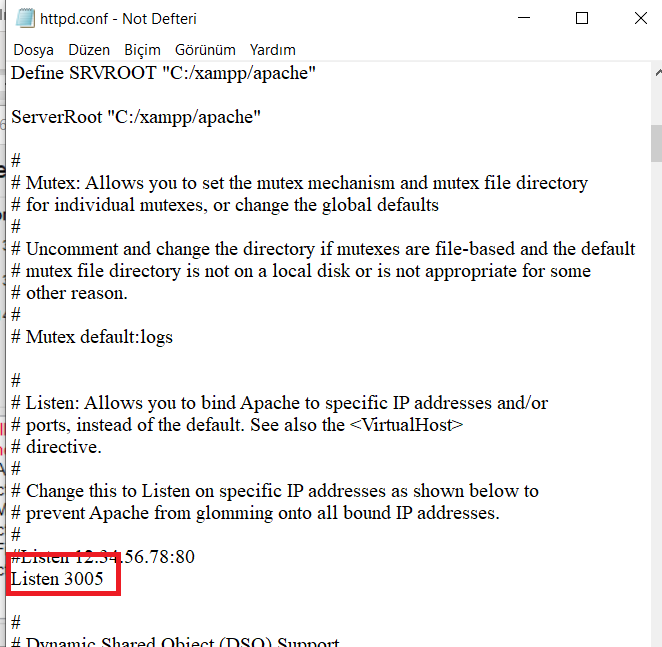 httpd.conf - Not Defteri
Dosya Düzen Biçim Görünüm Yardım
Define SRVROOT "C:/xampp/apache"
ServerRoot "C:/xampp/apache"
#
# Mutex: Allows you to set the mutex mechanism and mutex file directory
# for individual mutexes, or change the global defaults
#
# Uncomment and change the directory if mutexes are file-based and the default
# mutex file directory is not on a local disk or is not appropriate for some
# other reason.
#
# Mutex default:logs
#
# Listen: Allows you to bind Apache to specific IP addresses and/or
# ports, instead of the default. See also the <VirtualHost>
# directive.
#
# Change this to Listen on specific IP addresses as shown below to
# prevent Apache from glomming onto all bound IP addresses.
#
#Listen 12.34.56.78:80
Listen 3005
#
# Dynamic Shared Object (DSO) Support